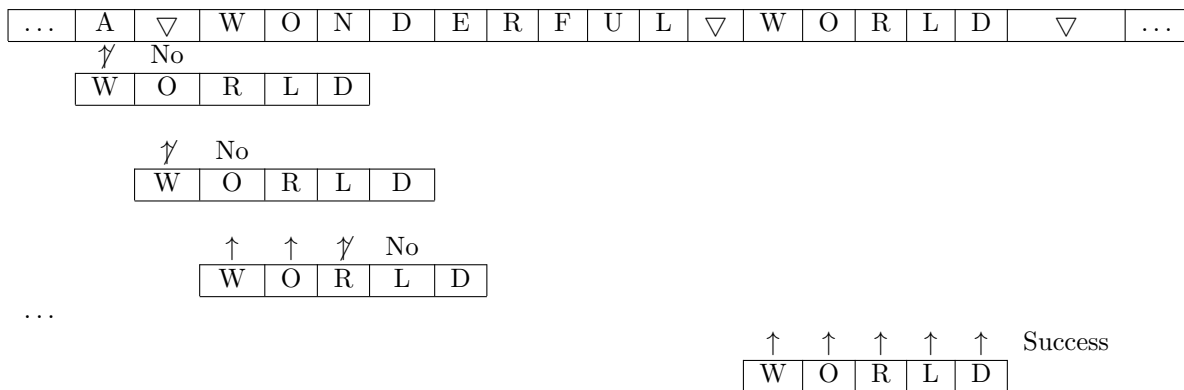 ... A ▽ W O N D E R F U L ▽ W O R L D ▽ ...
↑̸ No
W O R L D
↑̸ No
W O R L D
↑ ↑ ↑̸ No
W O R L D
...
↑ ↑ ↑ ↑ ↑ Success
W O R L D